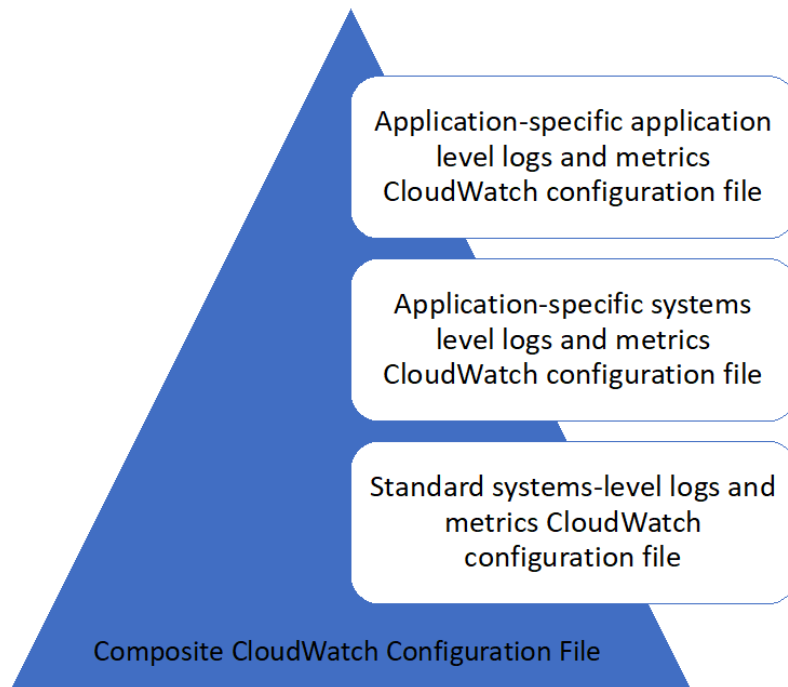 Application-specific application
level logs and metrics
CloudWatch configuration file
Application-specific systems
level logs and metrics
CloudWatch configuration file
Standard systems-level logs and
metrics CloudWatch
configuration file
Composite CloudWatch Configuration File